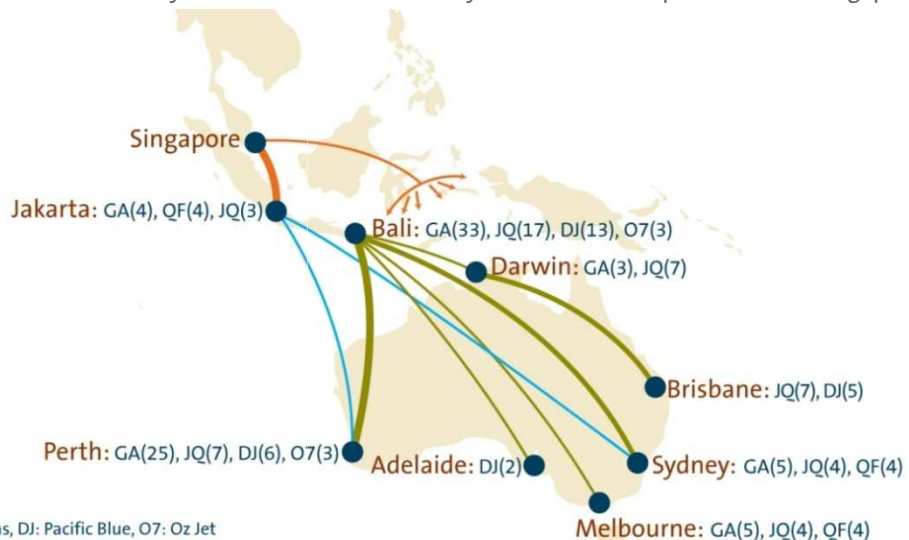 Singapore
Jakarta: GA(4), QF(4), JQ(3)
Bali: GA(33), JQ(17), DJ(13), O7(3)
Darwin: GA(3), JQ(7)
Brisbane: JQ(7), DJ(5)
Perth: GA(25), JQ(7), DJ(6), O7(3)
Adelaide: DJ(2)
Sydney: GA(5), JQ(4), QF(4)
DJ: Pacific Blue, O7: Oz Jet
Melbourne: GA(5), JQ(4), QF(4)